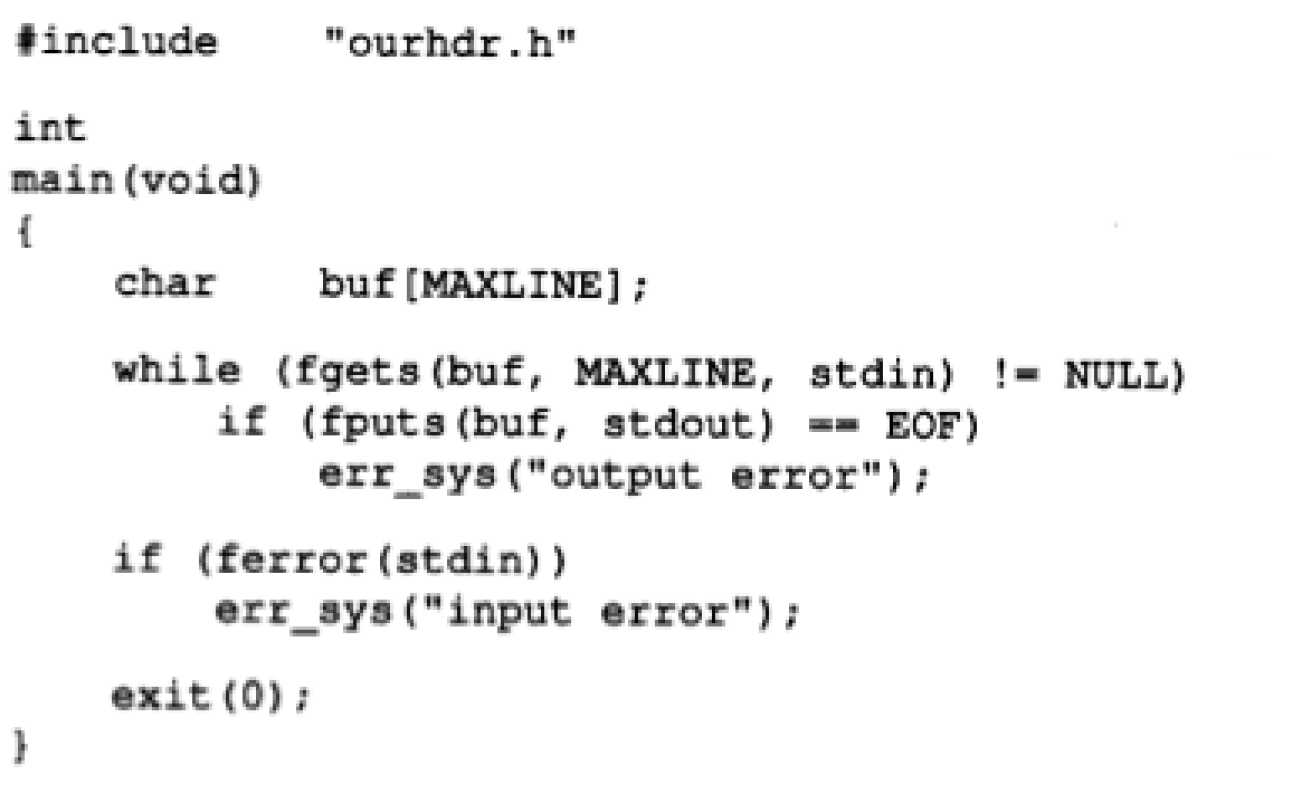 #include    "ourhdr.h"
int
main(void)
{
    char    buf[MAXLINE];
    while (fgets(buf, MAXLINE, stdin) != NULL)
        if (fputs(buf, stdout) == EOF)
            err_sys("output error");
    if (ferror(stdin))
        err_sys("input error");
    exit(0);
}